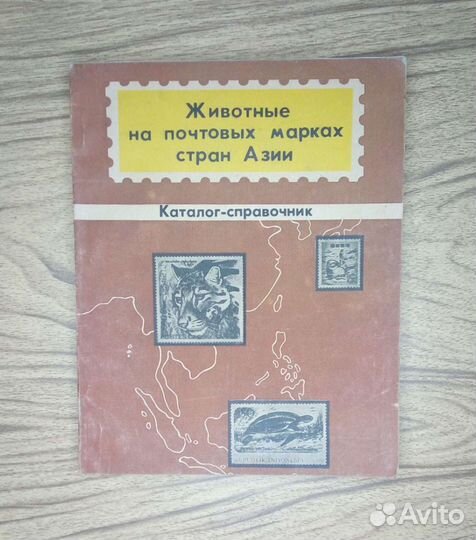 Животные
на почтовых марках
стран Азии
Каталог-справочник
Avito